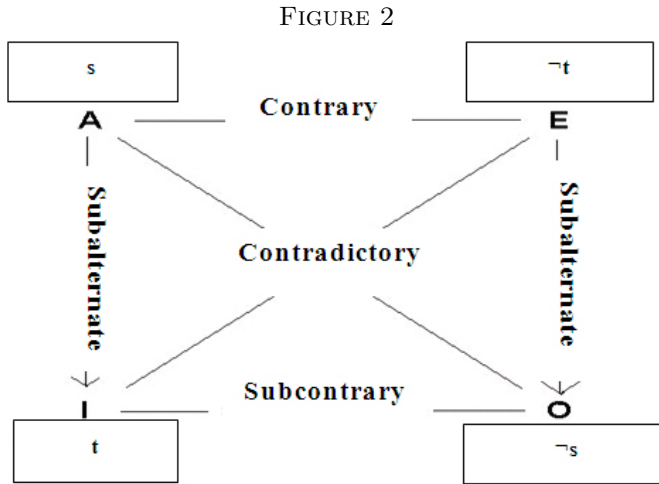 FIGURE 2
s
¬t
A
Contrary
E
Subalternate
Subalternate
Contradictory
I
Subcontrary
O
t
¬s